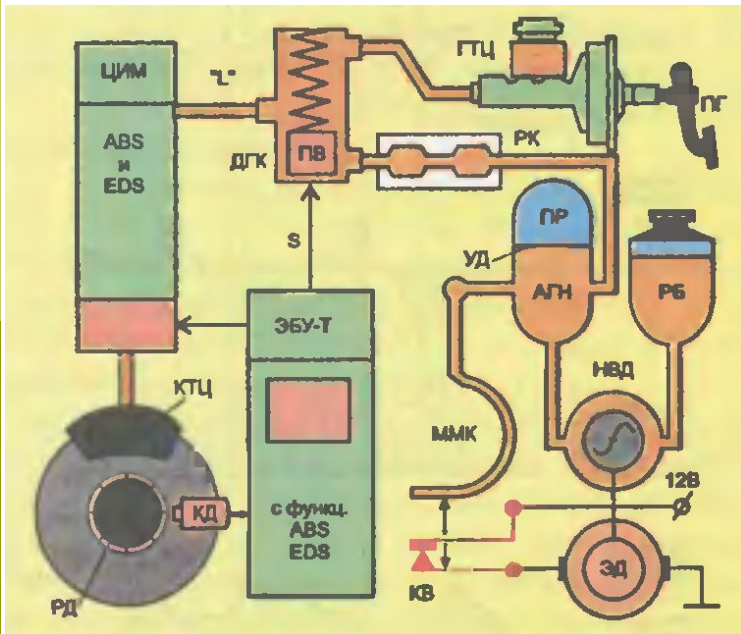 ЦИМ
"L"
ГТЦ
ПГ
ABS
и
EDS
ДГК
ПВ
РК
ПР
S
УД
АГН
РБ
ЭБУ-Т
НВД
КТЦ
ММК
12В
КД
с функц.
ABS
EDS
КВ
ЭД
РД